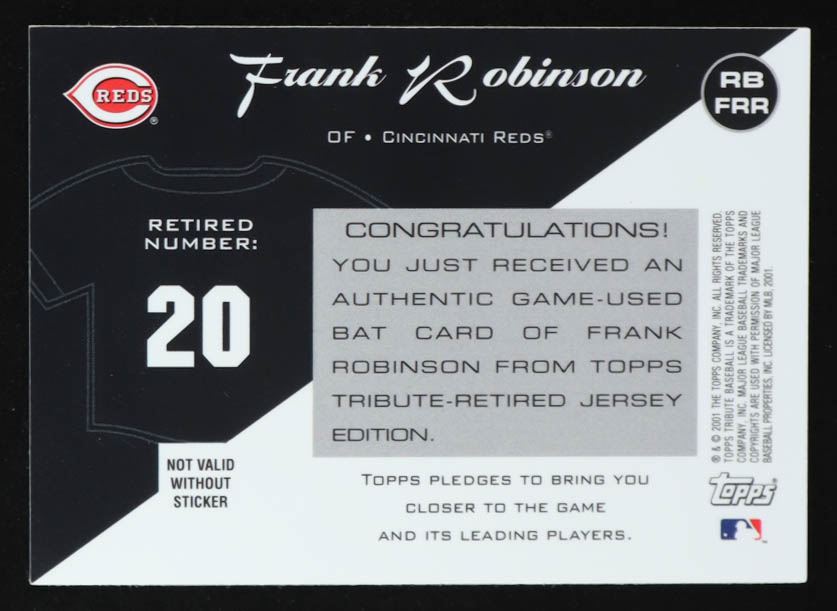 REDS
Frank Robinson
RB
FRR
OF • CINCINNATI REDS®
RETIRED
NUMBER:
20
CONGRATULATIONS!
YOU JUST RECEIVED AN
AUTHENTIC GAME-USED
BAT CARD OF FRANK
ROBINSON FROM TOPPS
TRIBUTE-RETIRED JERSEY
EDITION.
NOT VALID
WITHOUT
STICKER
TOPPS PLEDGES TO BRING YOU
CLOSER TO THE GAME
AND ITS LEADING PLAYERS.
® & © 2001 THE TOPPS COMPANY, INC. ALL RIGHTS RESERVED.
TOPPS TRIBUTE BASEBALL IS A TRADEMARK OF THE TOPPS
COMPANY, INC. MAJOR LEAGUE BASEBALL TRADEMARKS AND
COPYRIGHTS ARE USED WITH PERMISSION OF MAJOR LEAGUE
BASEBALL PROPERTIES, INC. LICENSED BY MLB, 2001.
TOPPS®